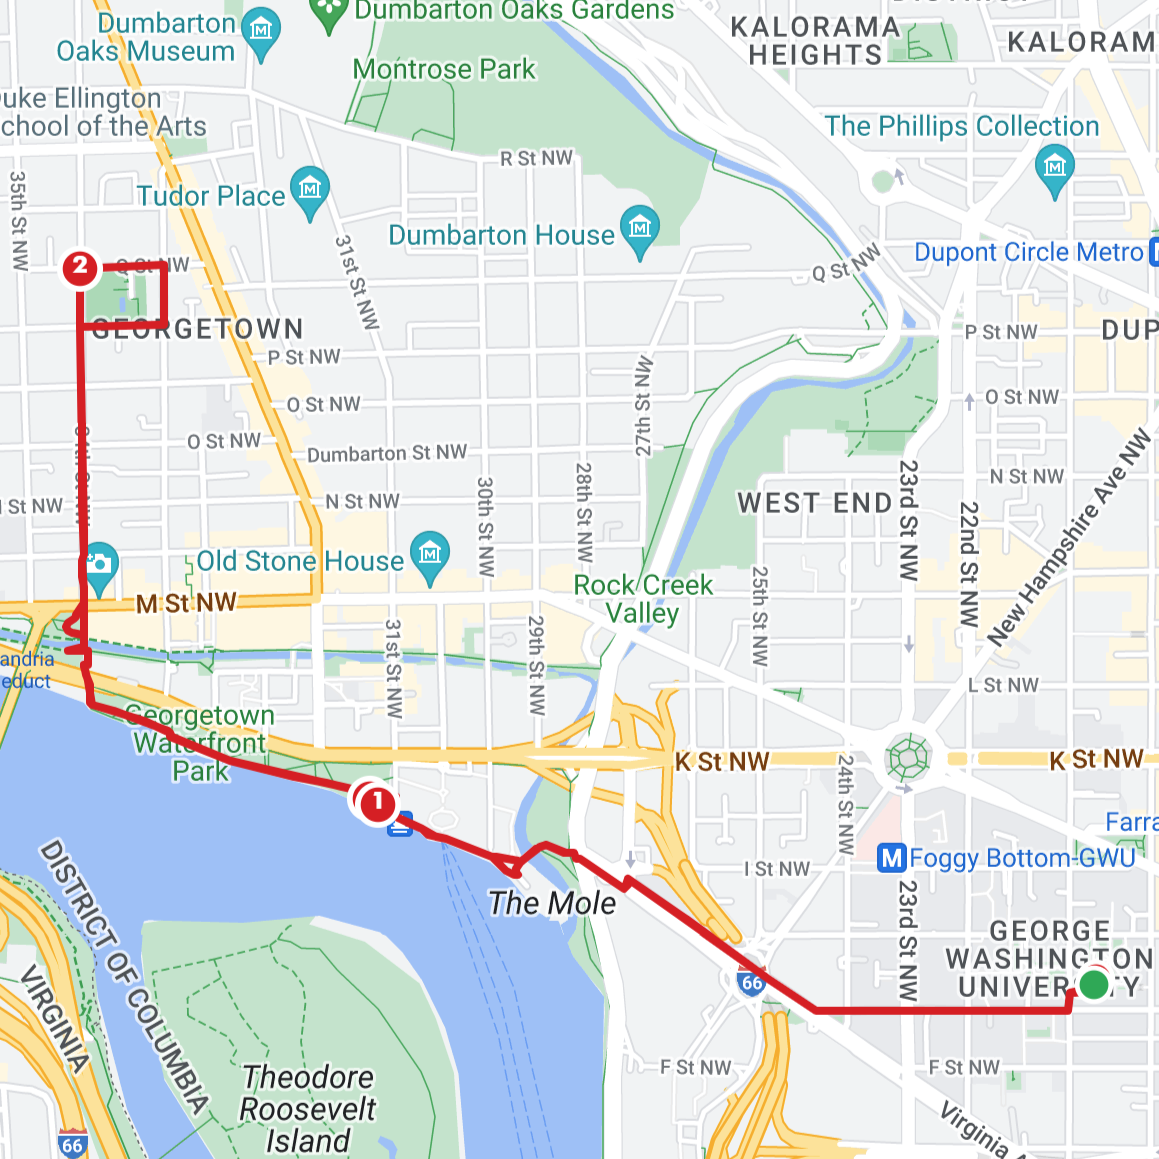 Dumbarton Oaks Gardens
Dumbarton
Oaks Museum
KALORAMA
HEIGHTS
KALORAM
Montrose Park
uke Ellington
chool of the Arts
The Phillips Collection
R St NW
35th St NW
Tudor Place
Dumbarton House
31st St NW
Dupont Circle Metro
M
2
Q St NW
Q St NW
GEORGETOWN
P St NW
DUP
P St NW
27th St NW
O St NW
O St NW
O St NW
Dumbarton St NW
New Hampshire Ave NW
N St NW
30th St NW
28th St NW
23rd St NW
N St NW
WEST END
N St NW
22nd St NW
Old Stone House
Rock Creek
Valley
25th St NW
M St NW
31st St NW
29th St NW
andria
educt
L St NW
Georgetown
Waterfront
Park
K St NW
K St NW
24th St NW
1
Farra
M Foggy Bottom-GWU
I St NW
23rd St NW
The Mole
GEORGE
WASHINGTON
UNIVERSITY
DISTRICT OF COLUMBIA
VIRGINIA
66
F St NW
F St NW
Theodore
Roosevelt
Island
Virginia A
66